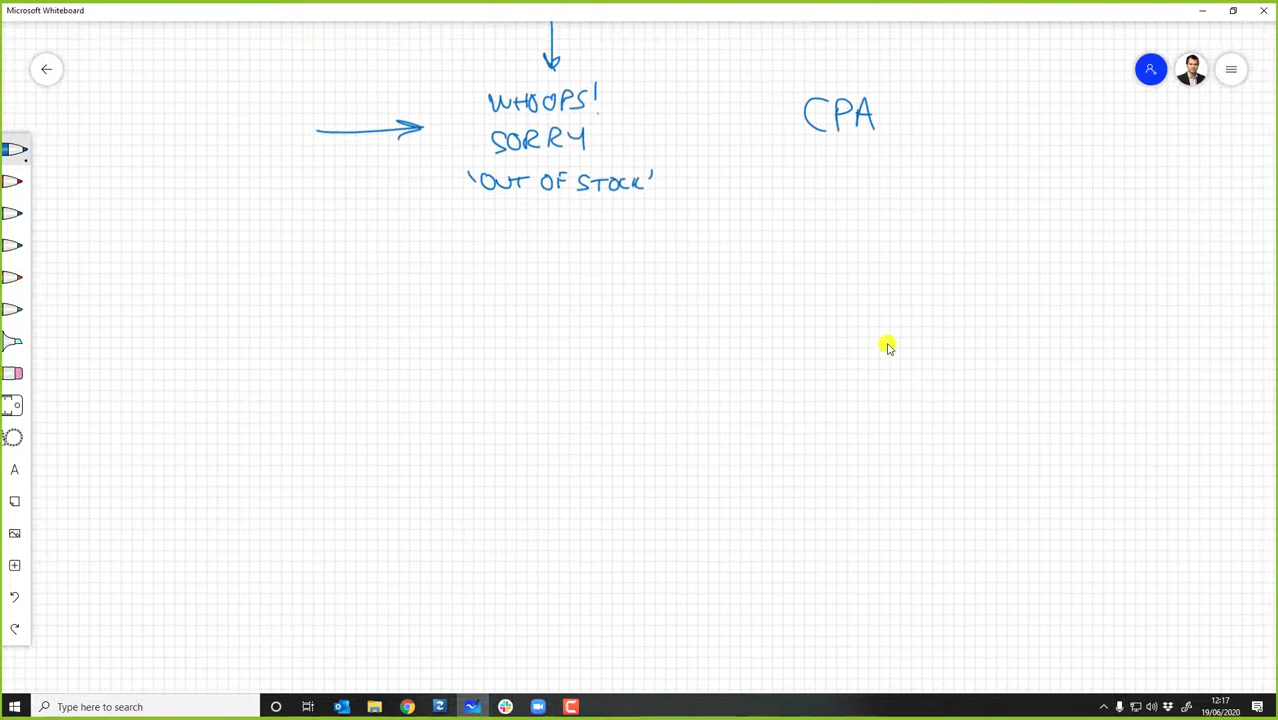 Microsoft Whiteboard
WHOOPS!
SORRY
'OUT OF STOCK'
CPA
A
Type here to search
12:17
19/06/2020